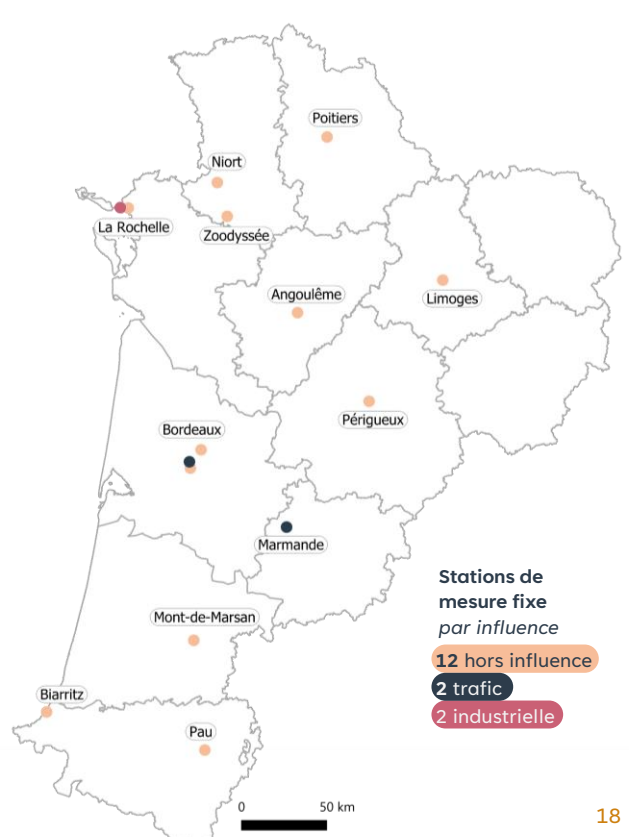 Poitiers
Niort
La Rochelle
Zoodyssée
Angoulême
Limoges
Périgueux
Bordeaux
Marmande
Stations de
mesure fixe
par influence
12 hors influence
2 trafic
2 industrielle
Mont-de-Marsan
Biarritz
Pau
0 50 km
18